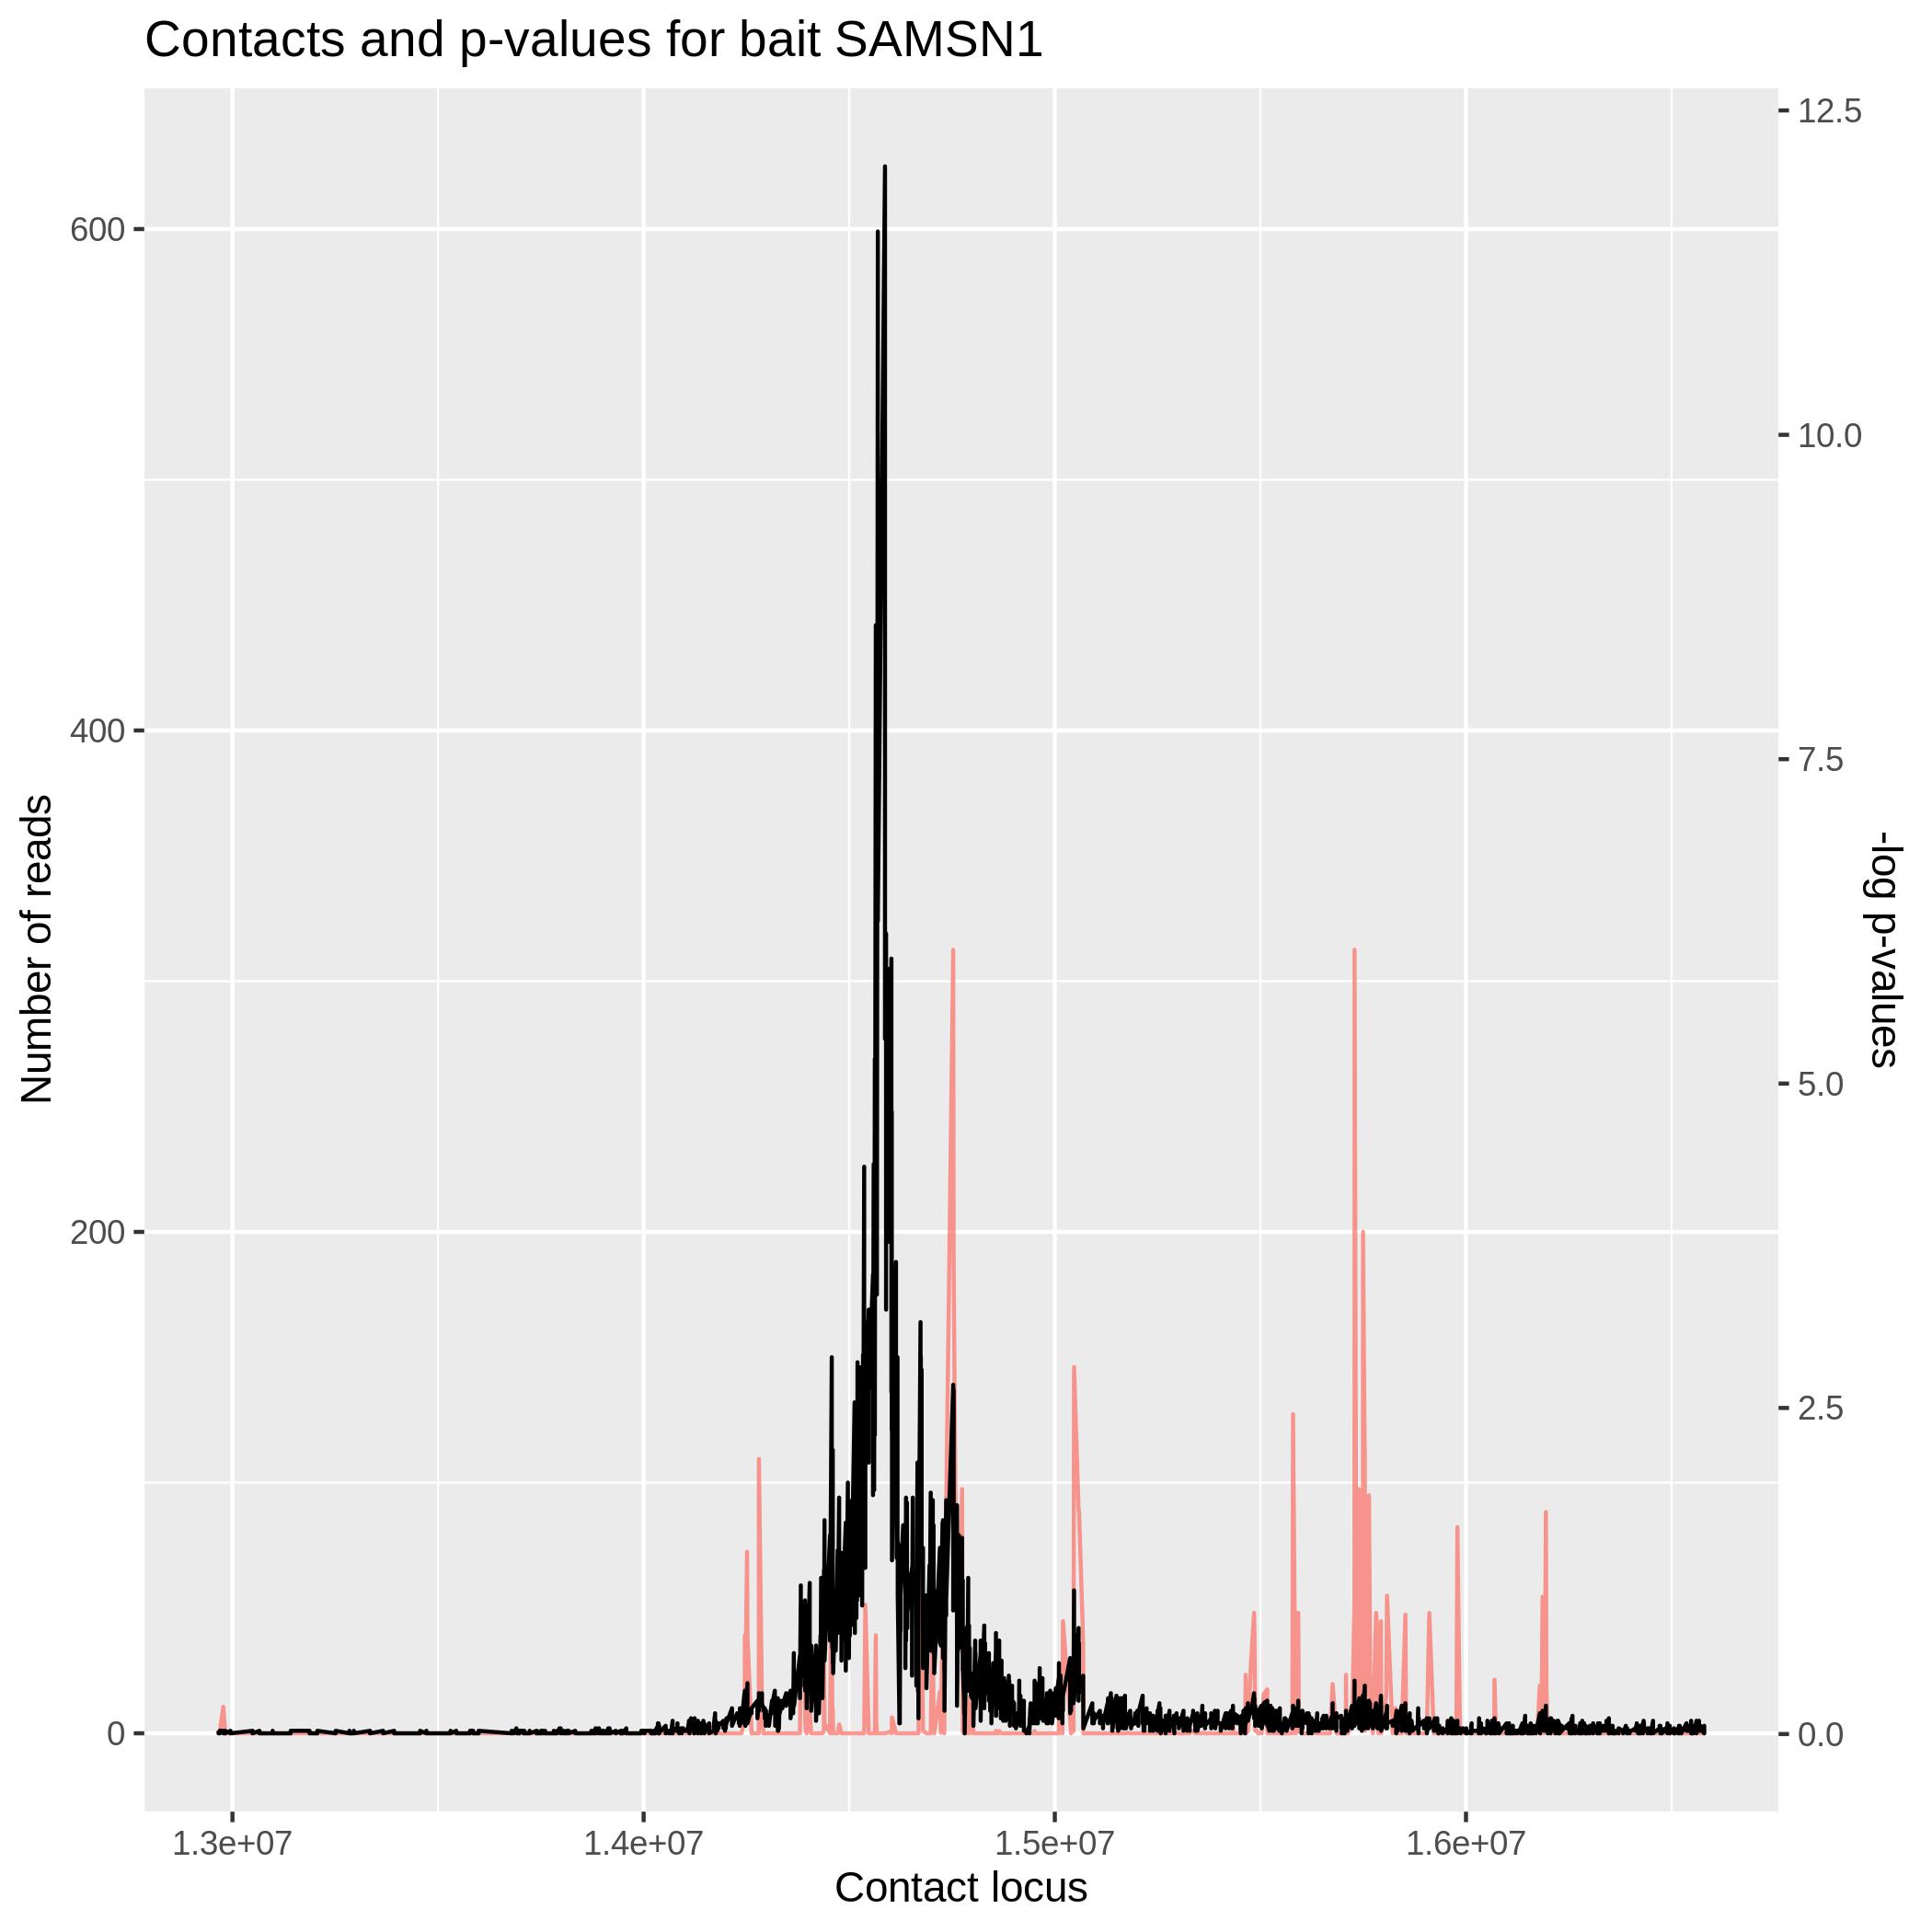 Contacts and p-values for bait SAMSN1
12.5
600
10.0
400
7.5
Number of reads
-log p-values
5.0
200
2.5
0
0.0
1.3e+07
1.4e+07
1.5e+07
1.6e+07
Contact locus